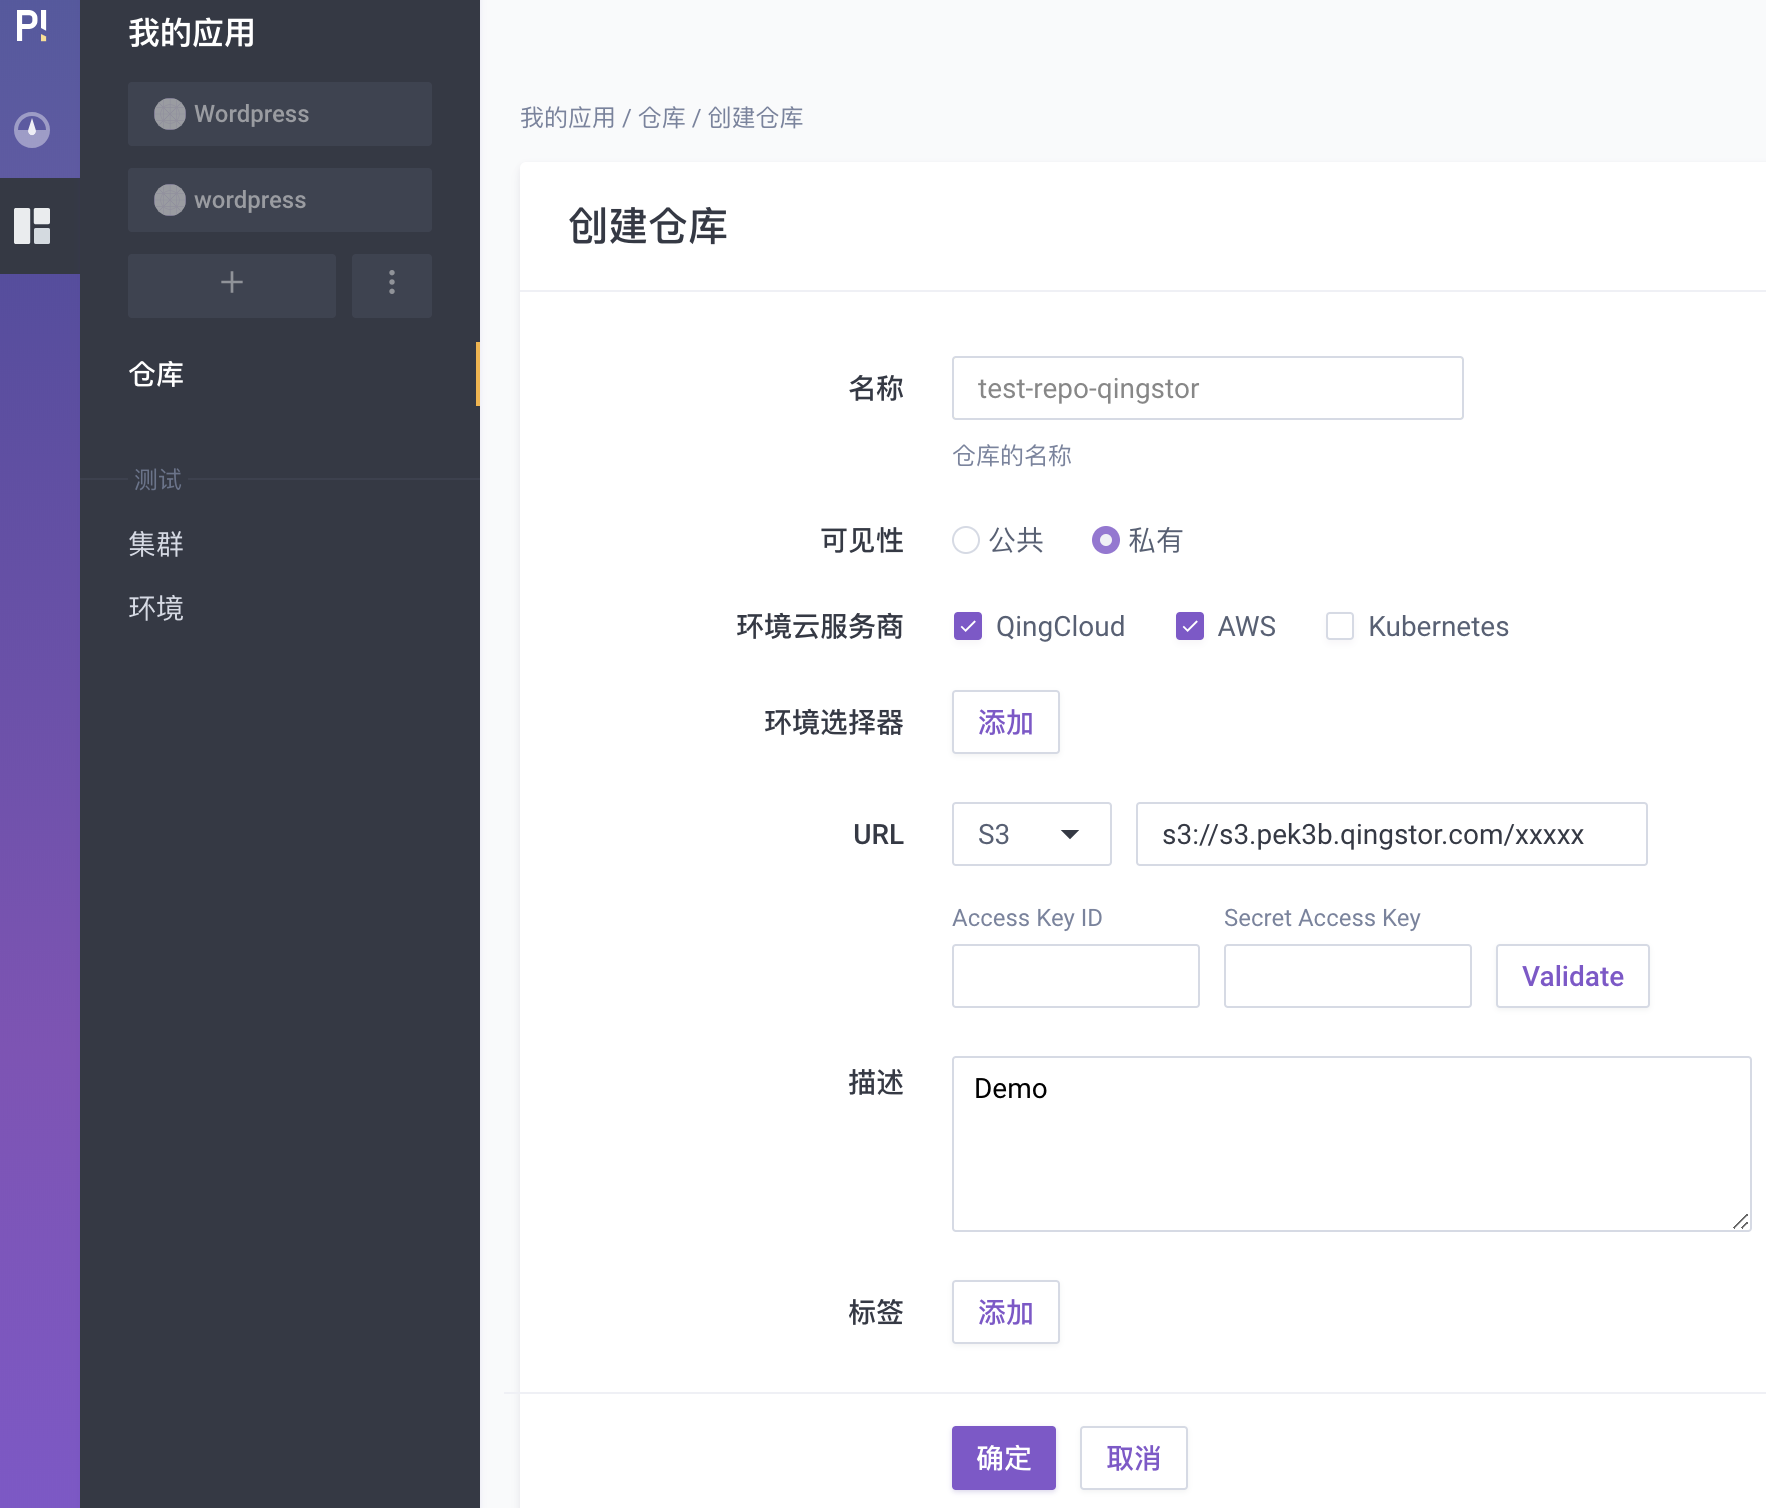 P!
我的应用
Wordpress
wordpress
仓库
测试
集群
环境
我的应用 / 仓库 / 创建仓库
创建仓库
名称 test-repo-qingstor
仓库的名称
可见性 公共 私有
环境云服务商 QingCloud AWS Kubernetes
环境选择器 添加
URL S3 s3://s3.pek3b.qingstor.com/xxxxx
Access Key ID Secret Access Key
Validate
描述 Demo
标签 添加
确定 取消